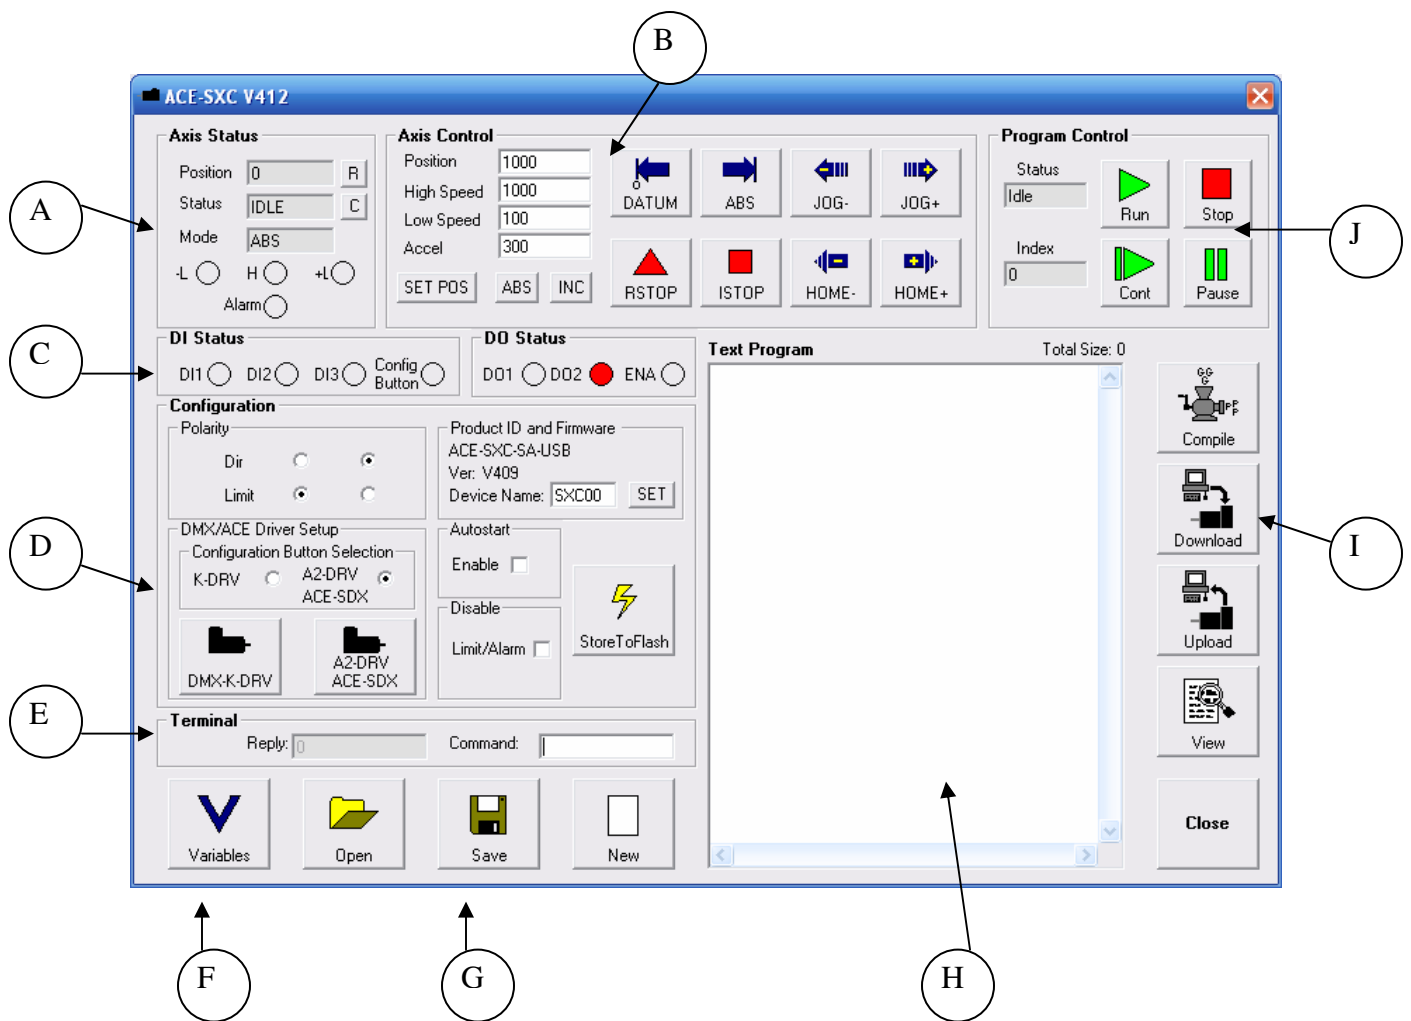 B
ACE-SXC V412
Axis Status
Position 0 R
Status IDLE C
Mode ABS
-L H +L
Alarm
Axis Control
Position 1000
High Speed 1000
Low Speed 100
Accel 300
SET POS ABS INC
DATUM ABS JOG- JOG+
RSTOP ISTOP HOME- HOME+
Program Control
Status
Idle
Run Stop
Index
0
Cont Pause
A
J
C
DI Status
DI1 DI2 DI3 Config Button
DO Status
DO1 DO2 ENA
Text Program Total Size: 0
Configuration
Polarity
Dir
Limit
Product ID and Firmware
ACE-SXC-SA-USB
Ver: V409
Device Name: SXC00 SET
D
DMX/ACE Driver Setup
Configuration Button Selection
K-DRV A2-DRV
ACE-SDX
DMX-K-DRV
A2-DRV
ACE-SDX
Autostart
Enable
Disable
Limit/Alarm
StoreToFlash
Compile
Download
I
Upload
View
Close
E
Terminal
Reply: 0 Command:
Variables Open Save New
F G H